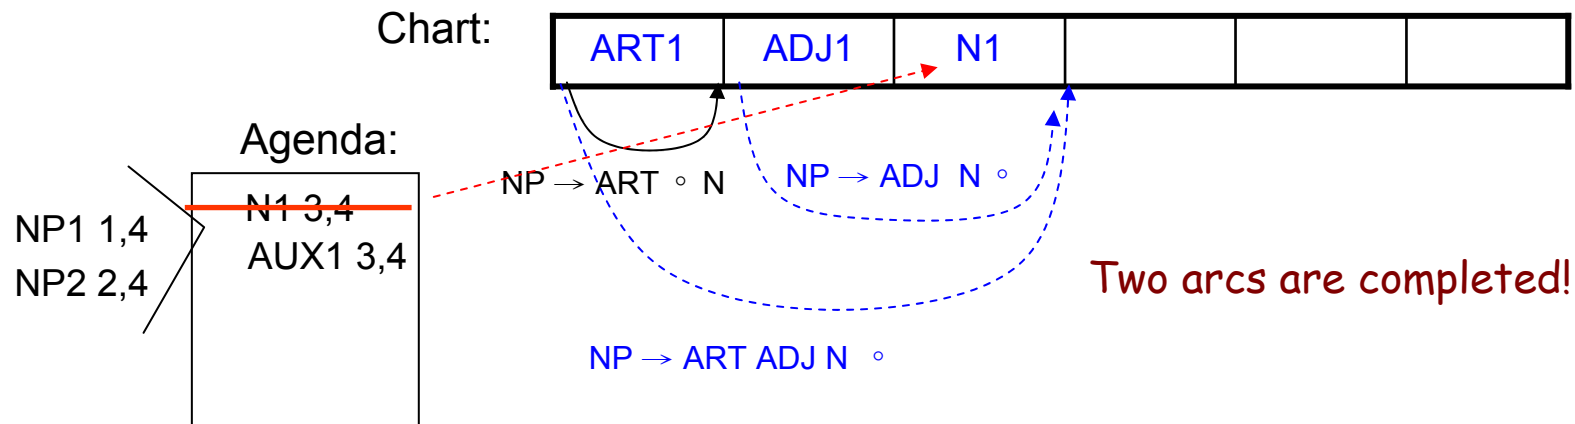 Chart:
ART1 ADJ1 N1
Agenda:
N1 3,4
AUX1 3,4
NP1 1,4
NP2 2,4
NP → ART ◦ N
NP → ADJ N ◦
Two arcs are completed!
NP → ART ADJ N ◦